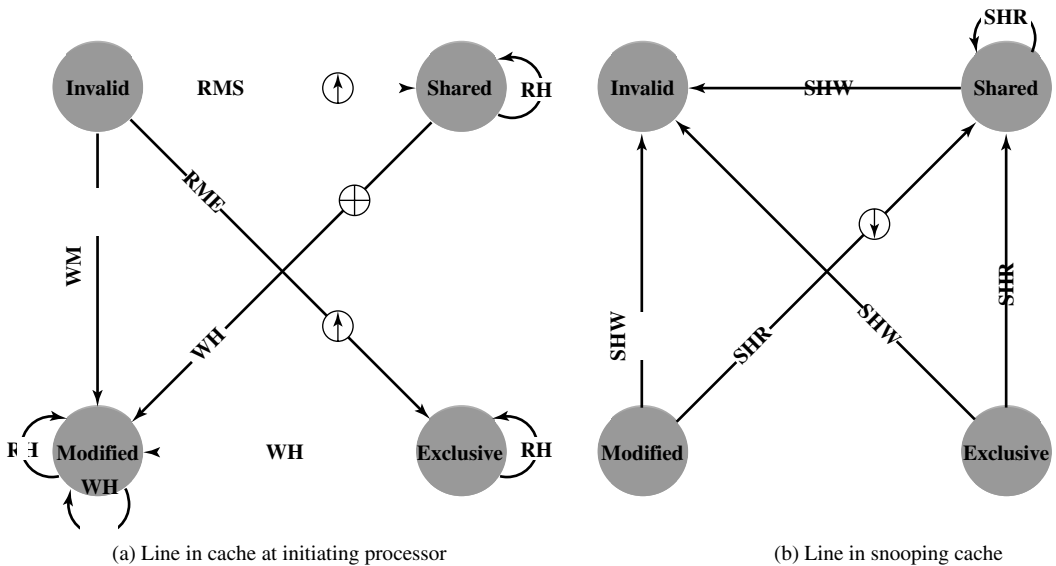 Invalid
RMS
Shared
RH
RME
WM
WH
RH
Modified
WH
WH
Exclusive
RH
(a) Line in cache at initiating processor
SHR
Invalid
SHW
Shared
SHW
SHR
SHW
SHR
Modified
Exclusive
(b) Line in snooping cache